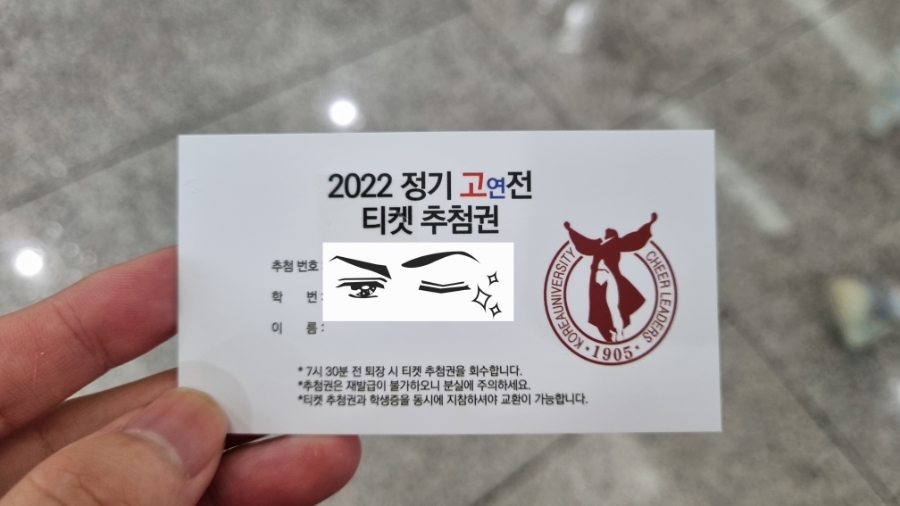 2022 정기 고연전
티켓 추첨권
추첨 번호
학 번 :
이 름 :
* 7시 30분 전 퇴장 시 티켓 추첨권을 회수합니다.
*추첨권은 재발급이 불가하오니 분실에 주의하세요.
*티켓 추첨권과 학생증을 동시에 지참하셔야 교환이 가능합니다.
KOREAUNIVERSITY CHEER LEADERS
· 1905 ·